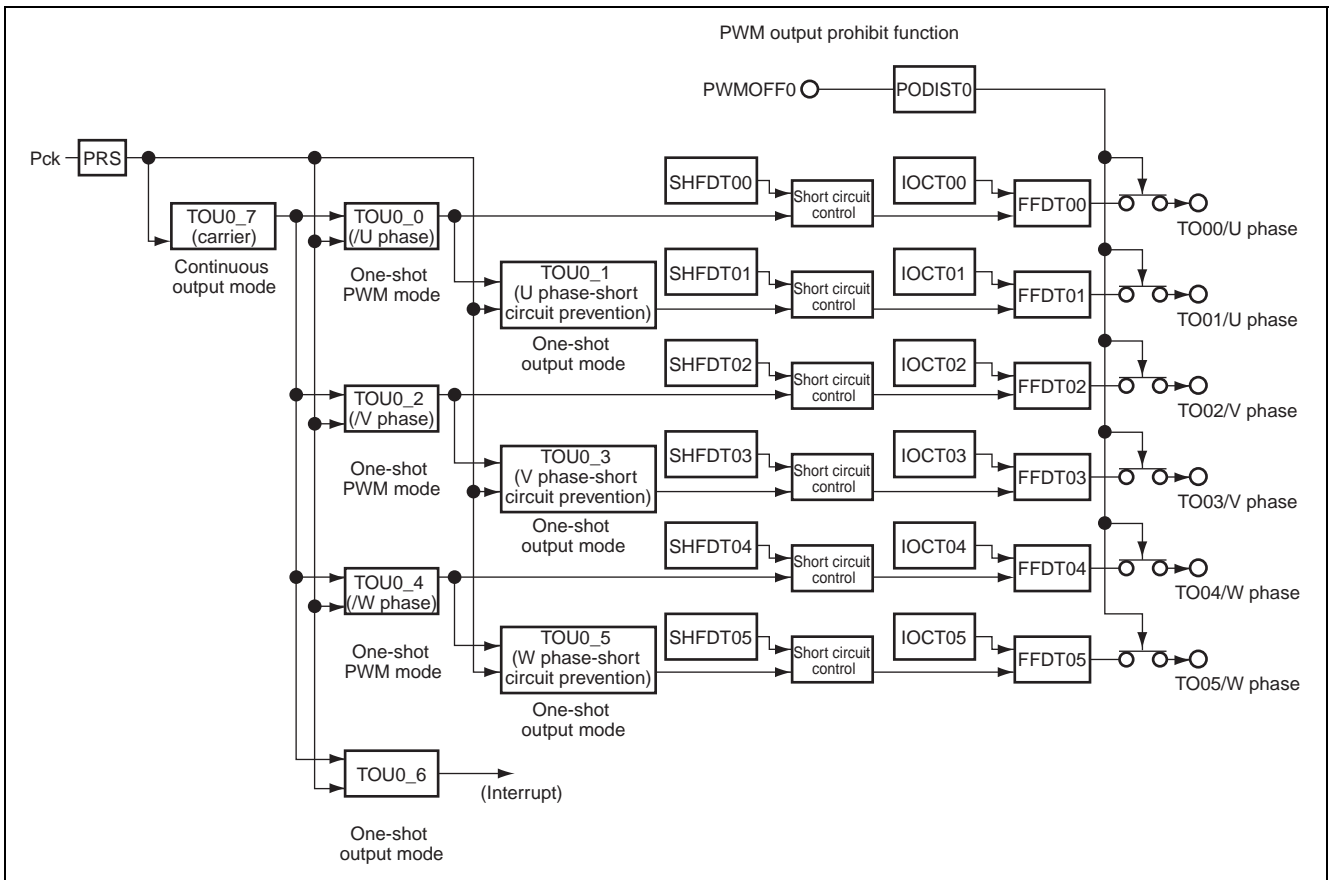 PWM output prohibit function
PWMOFF0
PODIST0
Pck
PRS
TOU0_7
(carrier)
Continuous
output mode
TOU0_0
(/U phase)
One-shot
PWM mode
TOU0_1
(U phase-short
circuit prevention)
One-shot
output mode
SHFDT00
Short circuit
control
IOCT00
FFDT00
TO00/U phase
SHFDT01
Short circuit
control
IOCT01
FFDT01
TO01/U phase
TOU0_2
(/V phase)
One-shot
PWM mode
TOU0_3
(V phase-short
circuit prevention)
One-shot
output mode
SHFDT02
Short circuit
control
IOCT02
FFDT02
TO02/V phase
SHFDT03
Short circuit
control
IOCT03
FFDT03
TO03/V phase
TOU0_4
(/W phase)
One-shot
PWM mode
TOU0_5
(W phase-short
circuit prevention)
One-shot
output mode
SHFDT04
Short circuit
control
IOCT04
FFDT04
TO04/W phase
SHFDT05
Short circuit
control
IOCT05
FFDT05
TO05/W phase
TOU0_6
(Interrupt)
One-shot
output mode